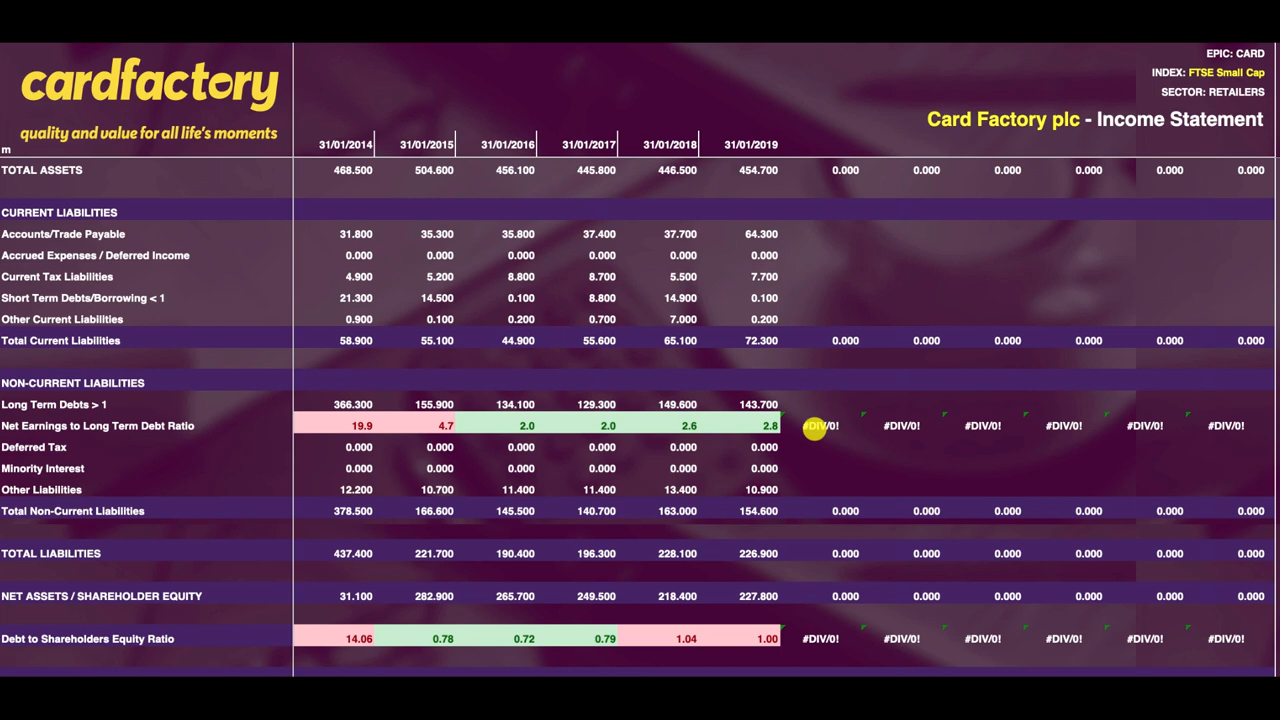 cardfactory
quality and value for all life's moments
EPIC: CARD
INDEX: FTSE Small Cap
SECTOR: RETAILERS
Card Factory plc - Income Statement
m 31/01/2014 31/01/2015 31/01/2016 31/01/2017 31/01/2018 31/01/2019
TOTAL ASSETS 468.500 504.600 456.100 445.800 446.500 454.700 0.000 0.000 0.000 0.000 0.000 0.000
CURRENT LIABILITIES
Accounts/Trade Payable 31.800 35.300 35.800 37.400 37.700 64.300
Accrued Expenses / Deferred Income 0.000 0.000 0.000 0.000 0.000 0.000
Current Tax Liabilities 4.900 5.200 8.800 8.700 5.500 7.700
Short Term Debts/Borrowing < 1 21.300 14.500 0.100 8.800 14.900 0.100
Other Current Liabilities 0.900 0.100 0.200 0.700 7.000 0.200
Total Current Liabilities 58.900 55.100 44.900 55.600 65.100 72.300 0.000 0.000 0.000 0.000 0.000 0.000
NON-CURRENT LIABILITIES
Long Term Debts > 1 366.300 155.900 134.100 129.300 149.600 143.700
Net Earnings to Long Term Debt Ratio 19.9 4.7 2.0 2.0 2.6 2.8 #DIV/0! #DIV/0! #DIV/0! #DIV/0! #DIV/0! #DIV/0!
Deferred Tax 0.000 0.000 0.000 0.000 0.000 0.000
Minority Interest 0.000 0.000 0.000 0.000 0.000 0.000
Other Liabilities 12.200 10.700 11.400 11.400 13.400 10.900
Total Non-Current Liabilities 378.500 166.600 145.500 140.700 163.000 154.600 0.000 0.000 0.000 0.000 0.000 0.000
TOTAL LIABILITIES 437.400 221.700 190.400 196.300 228.100 226.900 0.000 0.000 0.000 0.000 0.000 0.000
NET ASSETS / SHAREHOLDER EQUITY 31.100 282.900 265.700 249.500 218.400 227.800 0.000 0.000 0.000 0.000 0.000 0.000
Debt to Shareholders Equity Ratio 14.06 0.78 0.72 0.79 1.04 1.00 #DIV/0! #DIV/0! #DIV/0! #DIV/0! #DIV/0! #DIV/0!